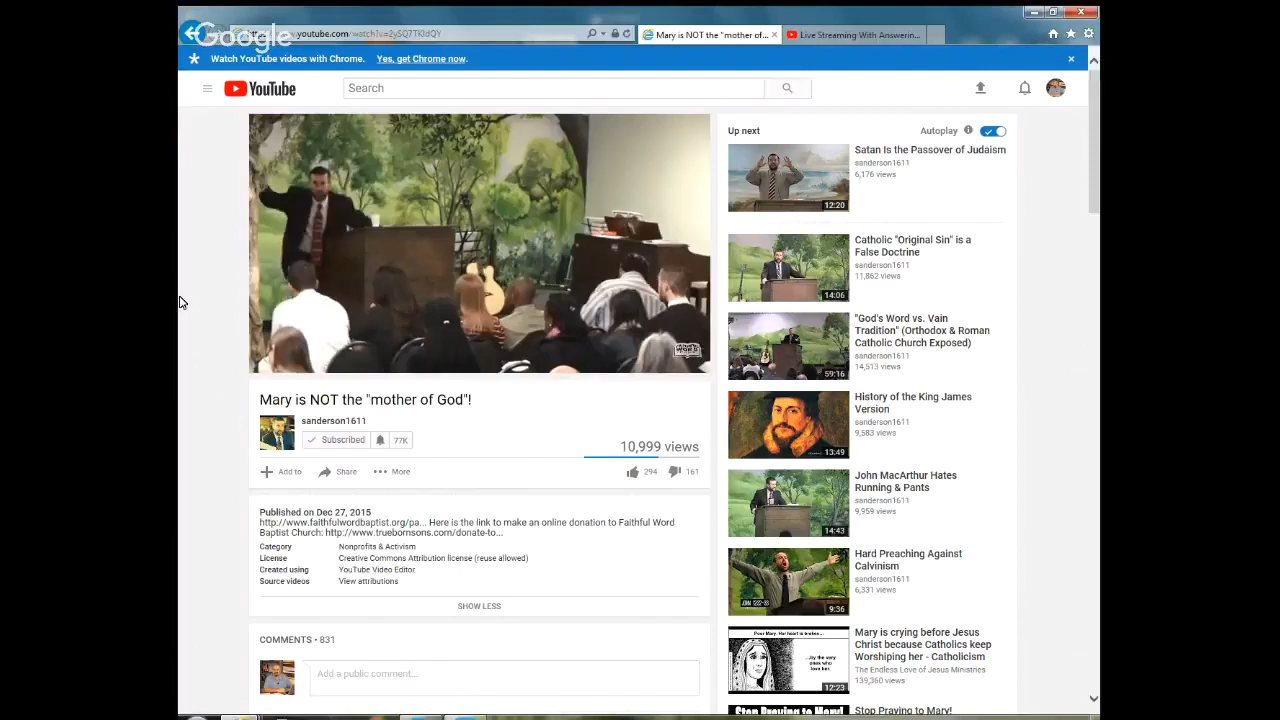 Google
youtube.com/watch?v=2ySQ7TKIdQY
Mary is NOT the "mother of...
Live Streaming With Answerin...
Watch YouTube videos with Chrome. Yes, get Chrome now.
YouTube
Search
Up next
Autoplay
Satan Is the Passover of Judaism
sanderson1611
6,176 views
12:20
Catholic "Original Sin" is a
False Doctrine
sanderson1611
11,862 views
14:06
"God's Word vs. Vain
Tradition" (Orthodox & Roman
Catholic Church Exposed)
sanderson1611
14,513 views
59:16
Mary is NOT the "mother of God"!
sanderson1611
Subscribed
77K
10,999 views
Add to
Share
More
294
161
History of the King James
Version
sanderson1611
9,583 views
13:49
John MacArthur Hates
Running & Pants
sanderson1611
9,959 views
14:43
Published on Dec 27, 2015
http://www.faithfulwordbaptist.org/pa... Here is the link to make an online donation to Faithful Word
Baptist Church: http://www.truebornsons.com/donate-to...
Category Nonprofits & Activism
License Creative Commons Attribution license (reuse allowed)
Created using YouTube Video Editor
Source videos View attributions
SHOW LESS
Hard Preaching Against
Calvinism
sanderson1611
6,331 views
9:36
COMMENTS • 831
Add a public comment...
Mary is crying before Jesus
Christ because Catholics keep
Worshiping her - Catholicism
The Endless Love of Jesus Ministries
139,360 views
12:23
Stop Praying to Mary!
Stop Praying to Mary!